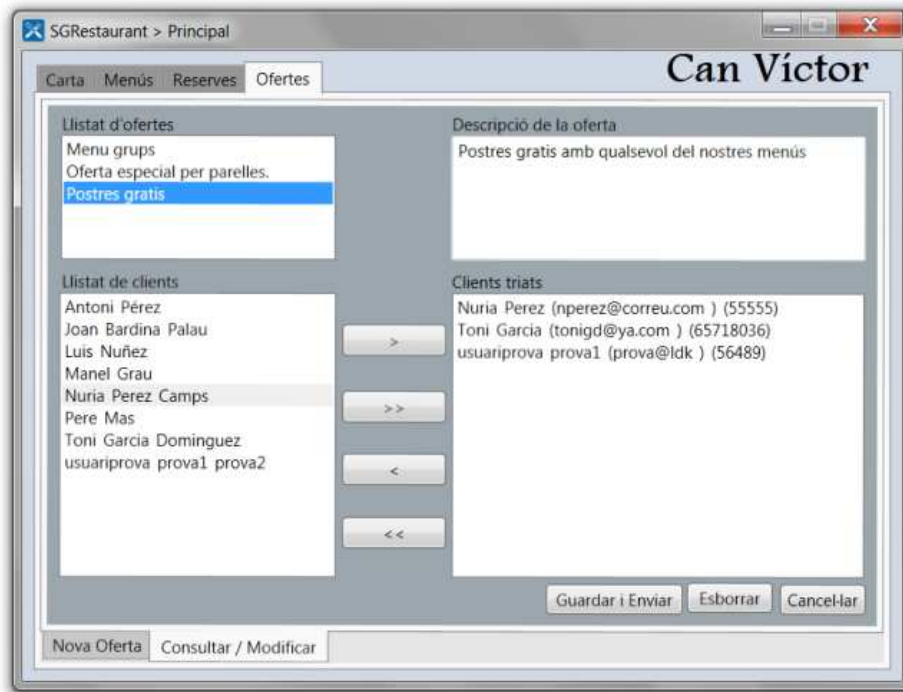 SGRestaurant > Principal
Can Víctor
Carta Menús Reserves Ofertes
Llistat d'ofertes
Menu grups
Oferta especial per parelles.
Postres gratis
Descripció de la oferta
Postres gratis amb qualsevol del nostres menús
Llistat de clients
Antoni Pérez
Joan Bardina Palau
Luis Nuñez
Manel Grau
Nuria Perez Camps
Pere Mas
Toni Garcia Dominguez
usuariprova prova1 prova2
>
>>
<
<<
Clients triats
Nuria Perez (nperez@correu.com ) (55555)
Toni Garcia (tonigd@ya.com ) (65718036)
usuariprova prova1 (prova@ldk ) (56489)
Guardar i Enviar Esborrar Cancel·lar
Nova Oferta Consultar / Modificar